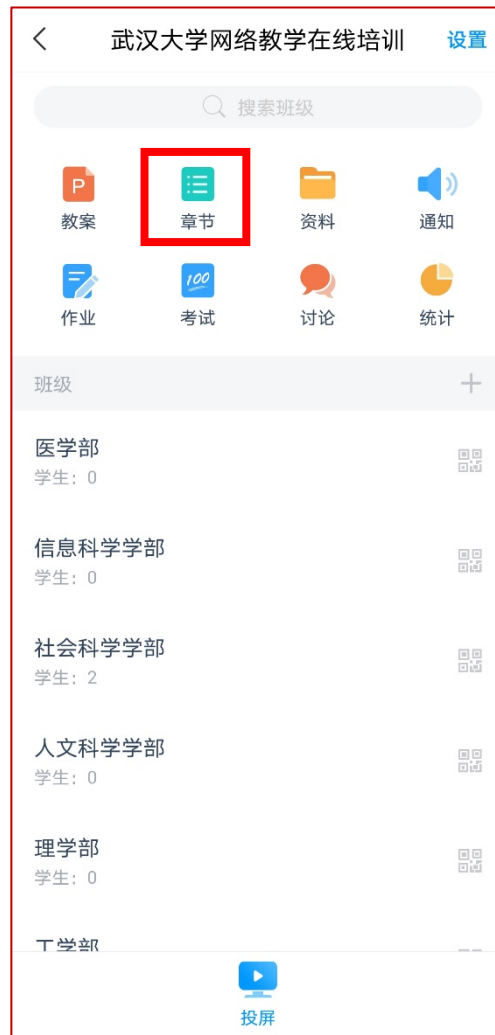 武汉大学网络教学在线培训 设置
搜索班级
P
教案 章节 资料 通知
100
作业 考试 讨论 统计
班级
医学部
学生: 0
信息科学学部
学生: 0
社会科学学部
学生: 2
人文科学学部
学生: 0
理学部
学生: 0
工学部
投屏